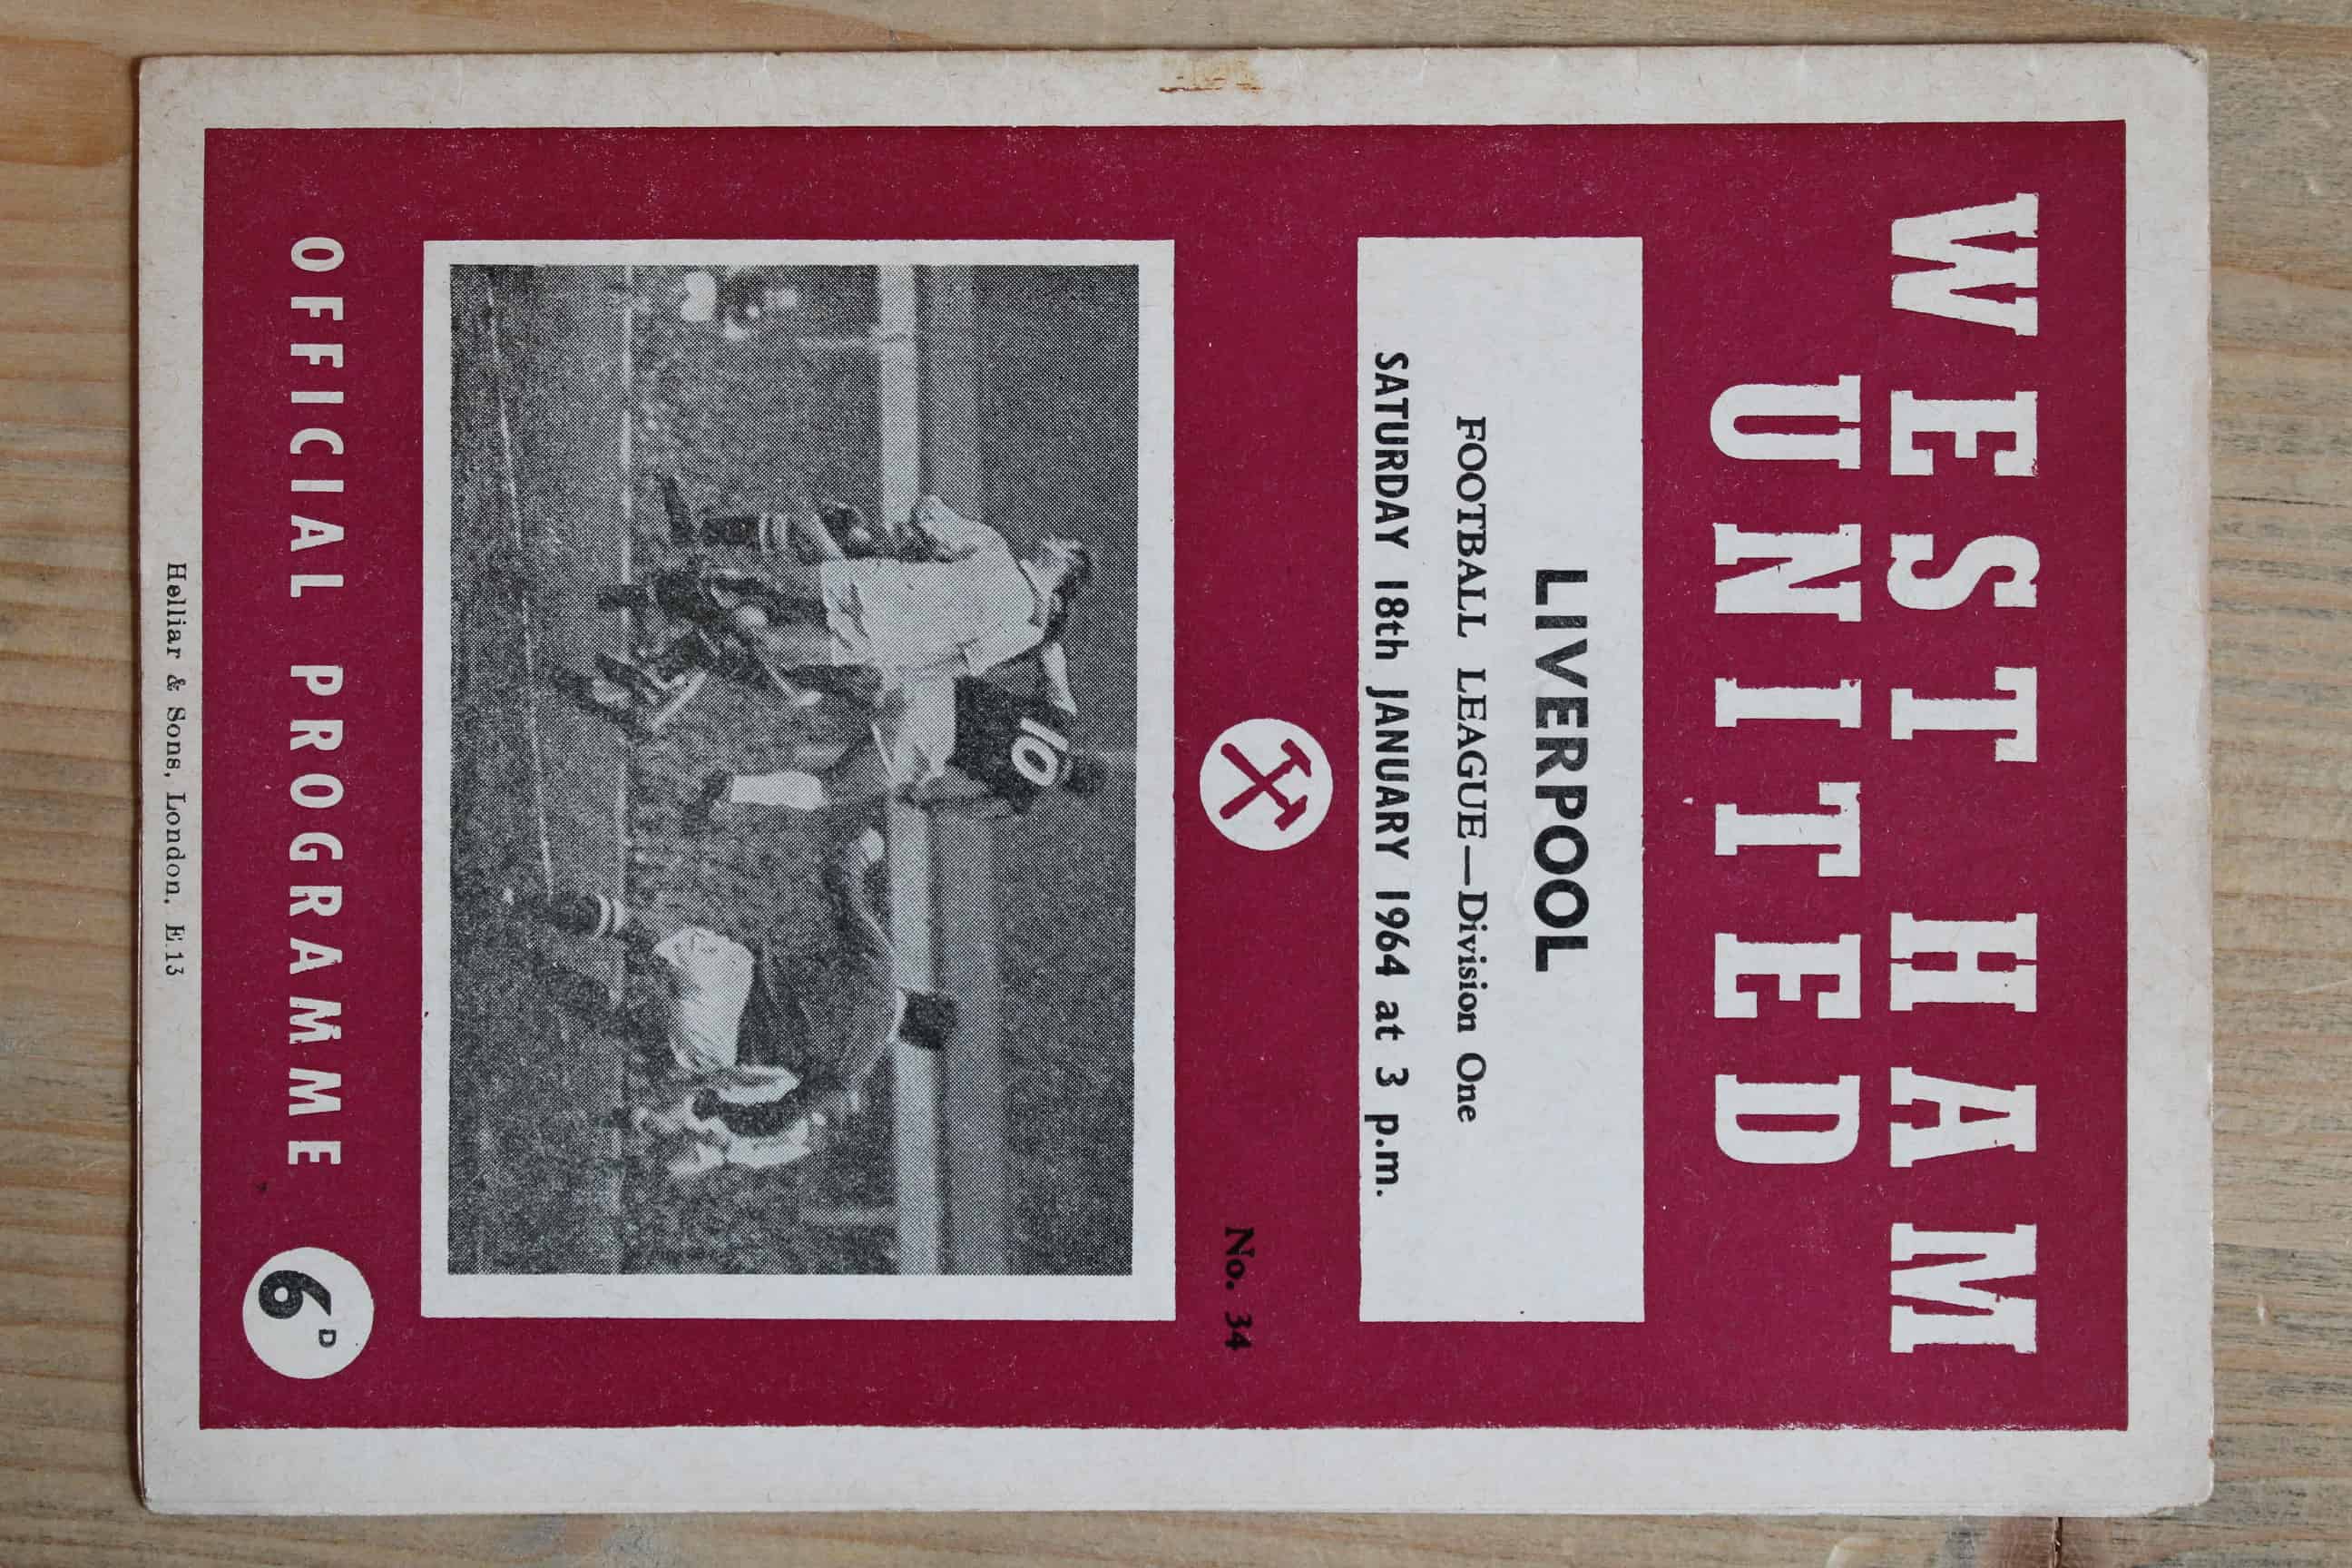 WEST HAM
UNITED
LIVERPOOL
FOOTBALL LEAGUE—Division One
SATURDAY 18th JANUARY 1964 at 3 p.m.
No. 34
10
OFFICIAL PROGRAMME
6D
Helliar & Sons, London, E.13